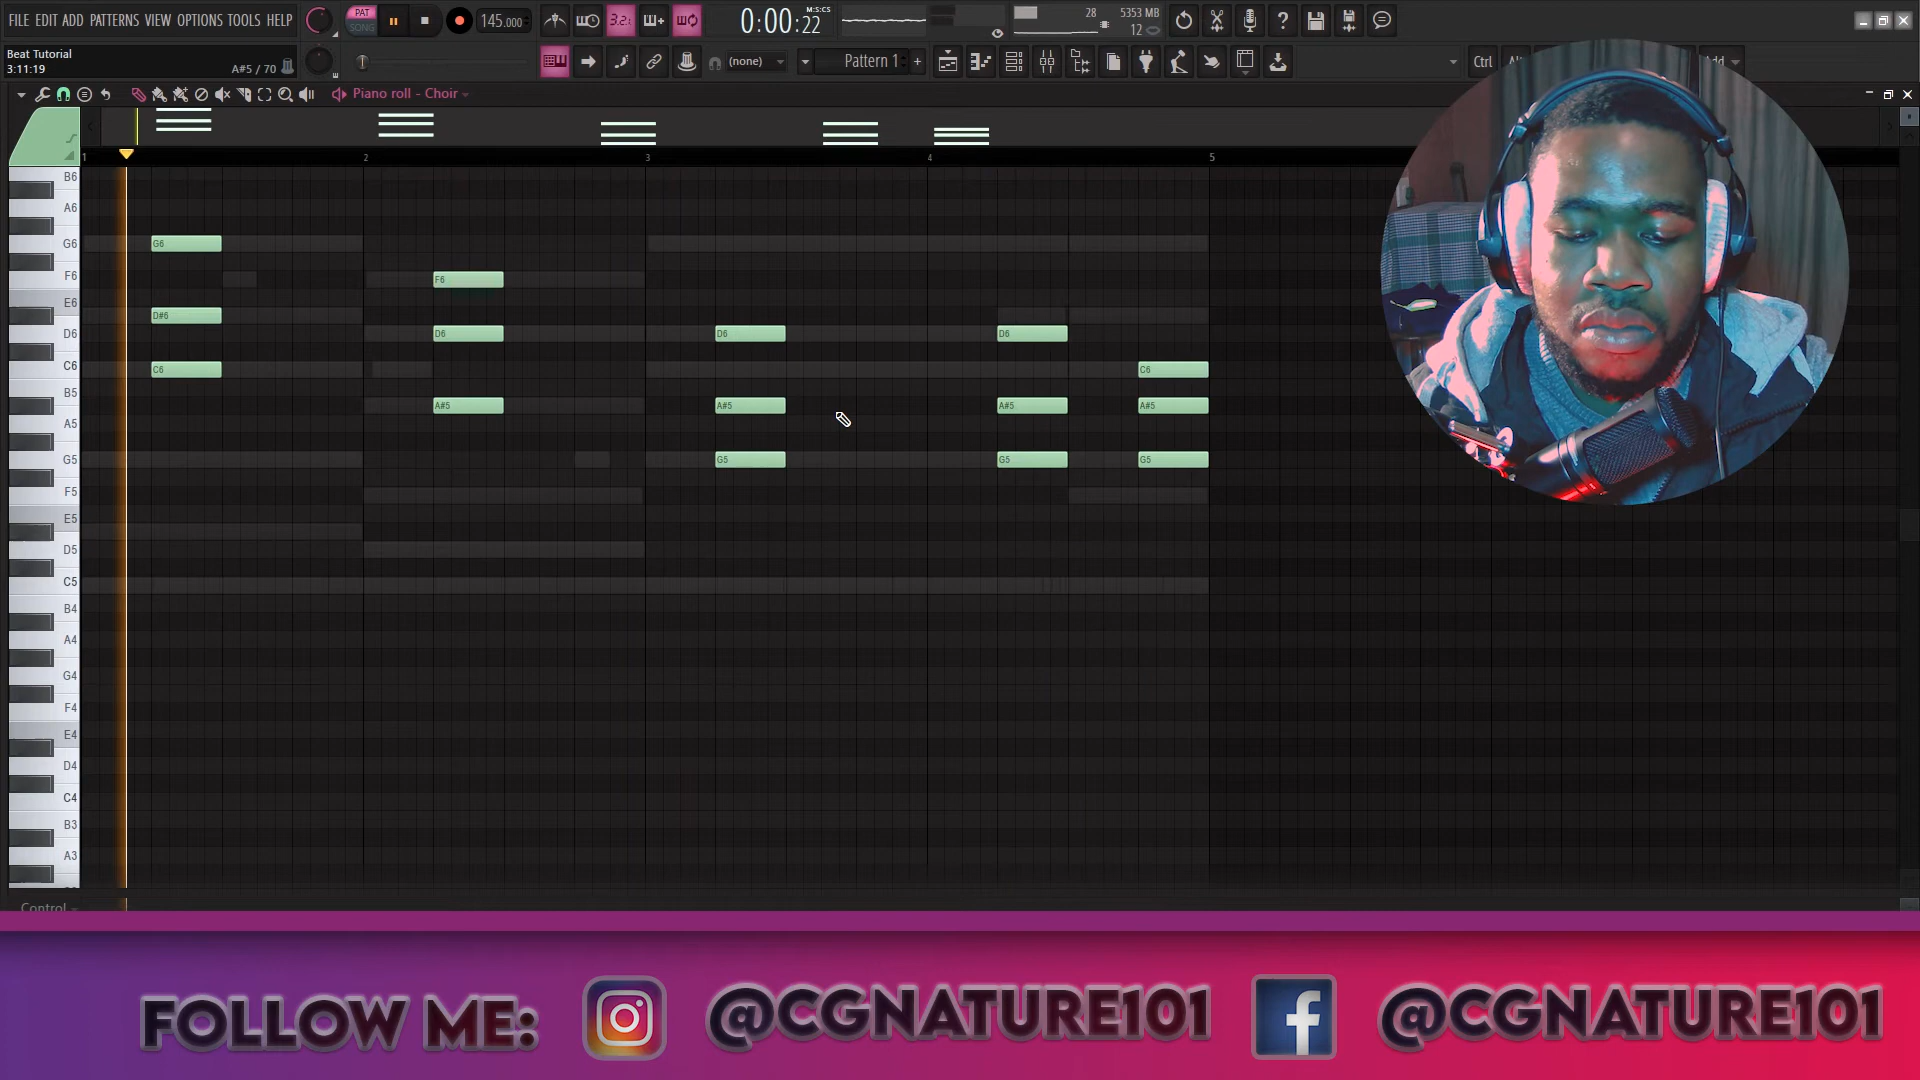 FILE EDIT ADD PATTERNS VIEW OPTIONS TOOLS HELP
PAT
SONG
145.000
3.2.
0:00:22
M:S:CS
28
5353 MB
12
Beat Tutorial
3:11:19
A#5 / 70
(none)
Pattern 1
+
Ctrl
Piano roll - Choir
1 2 3 4 5
B6
A6
G6
F6
E6
D6
C6
B5
A5
G5
F5
E5
D5
C5
B4
A4
G4
F4
E4
D4
C4
B3
A3
G6
F6
D#6
D6 D6 D6
C6 C6
A#5 A#5 A#5 A#5
G5 G5 G5
Control
FOLLOW ME: @CGNATURE101 @CGNATURE101